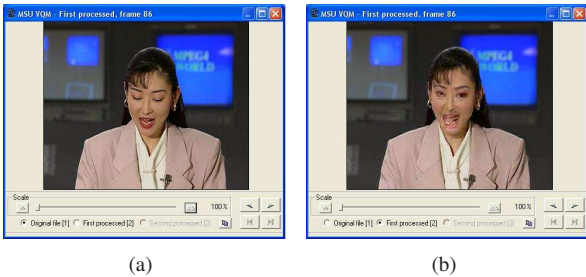 MSU VQM - First processed, frame 86
MPEG4
WORLD
Scale
100%
Original file [1] First processed [2] Second processed [3]
(a)
MSU VQM - First processed, frame 86
MPEG4
WORLD
Scale
100%
Original file [1] First processed [2] Second processed [3]
(b)